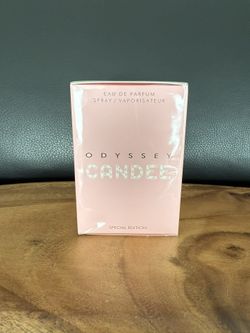 EAU DE PARFUM
SPRAY / VAPORISATEUR
ODYSSEY
CANDEE
SPECIAL EDITION